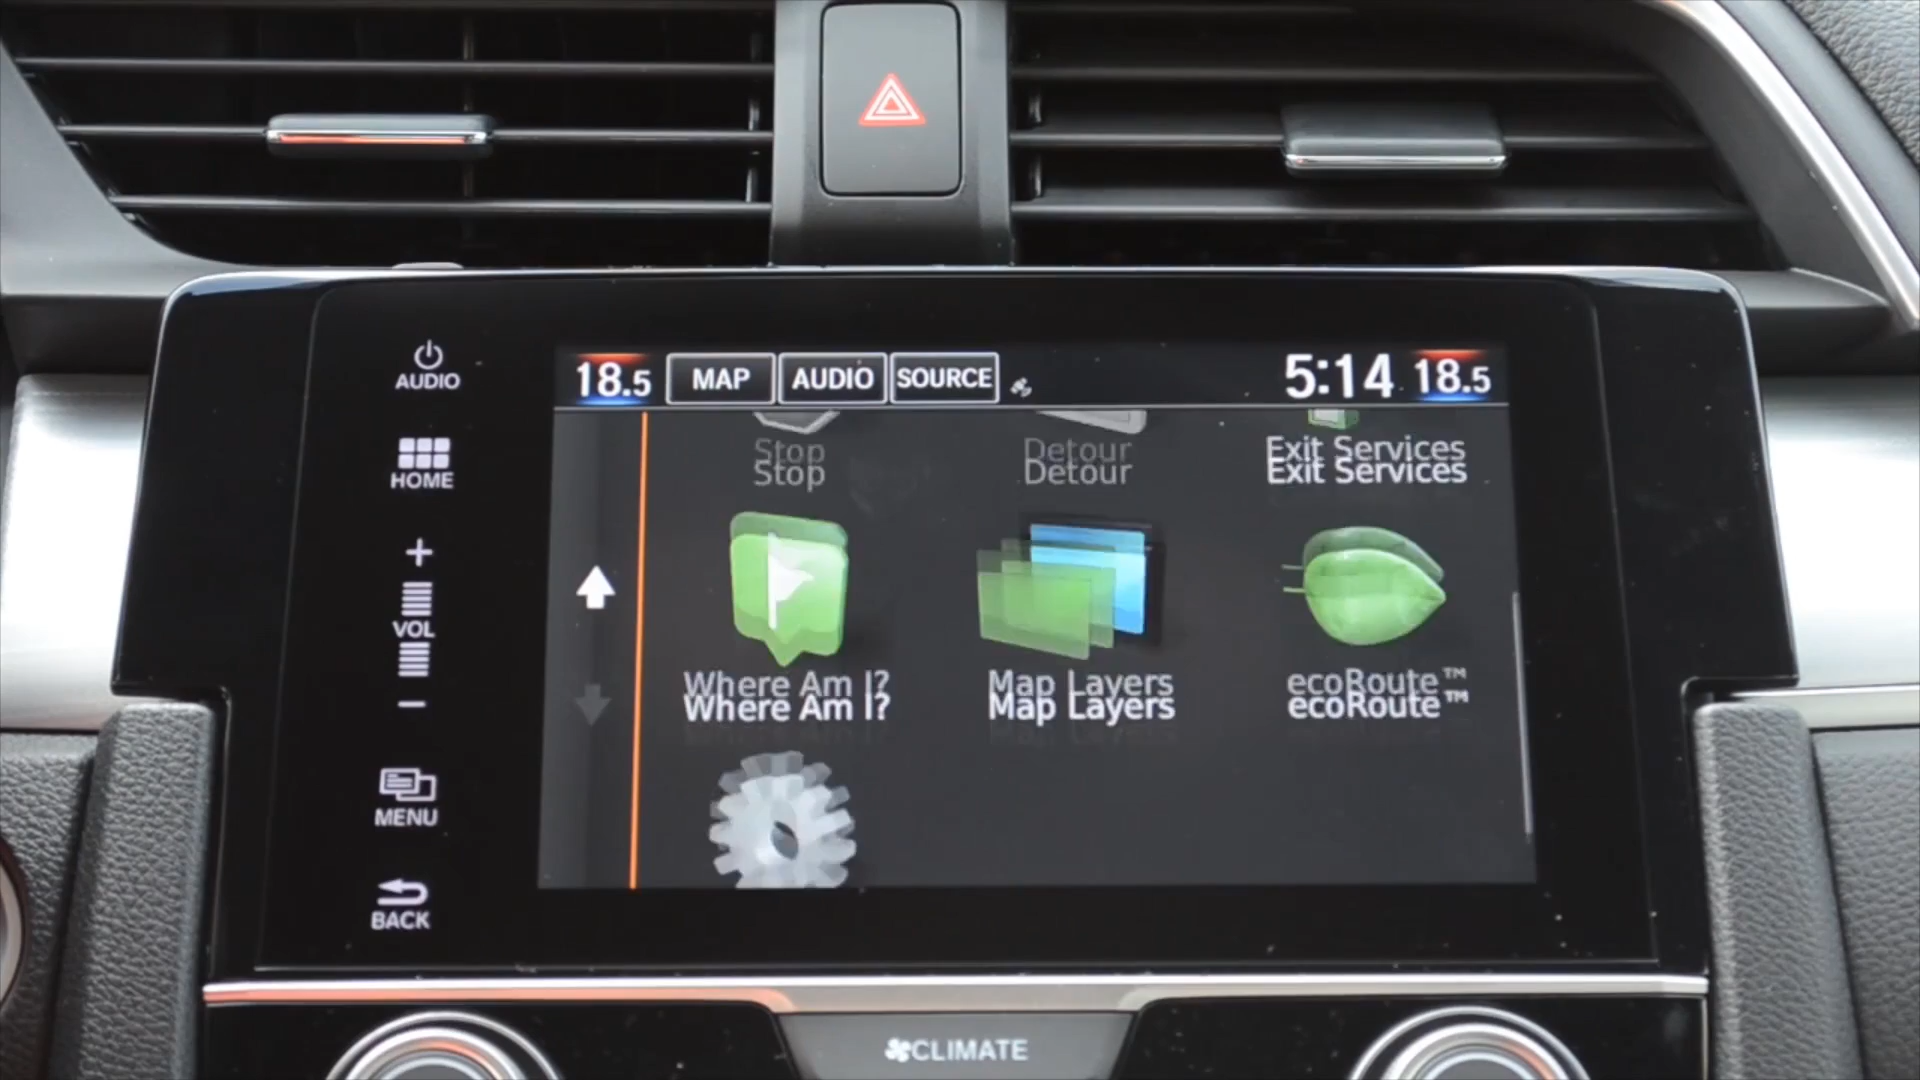 AUDIO
HOME
+
VOL
−
MENU
BACK
18.5 MAP AUDIO SOURCE 5:14 18.5
Stop Detour Exit Services
Where Am I? Map Layers ecoRoute™
CLIMATE